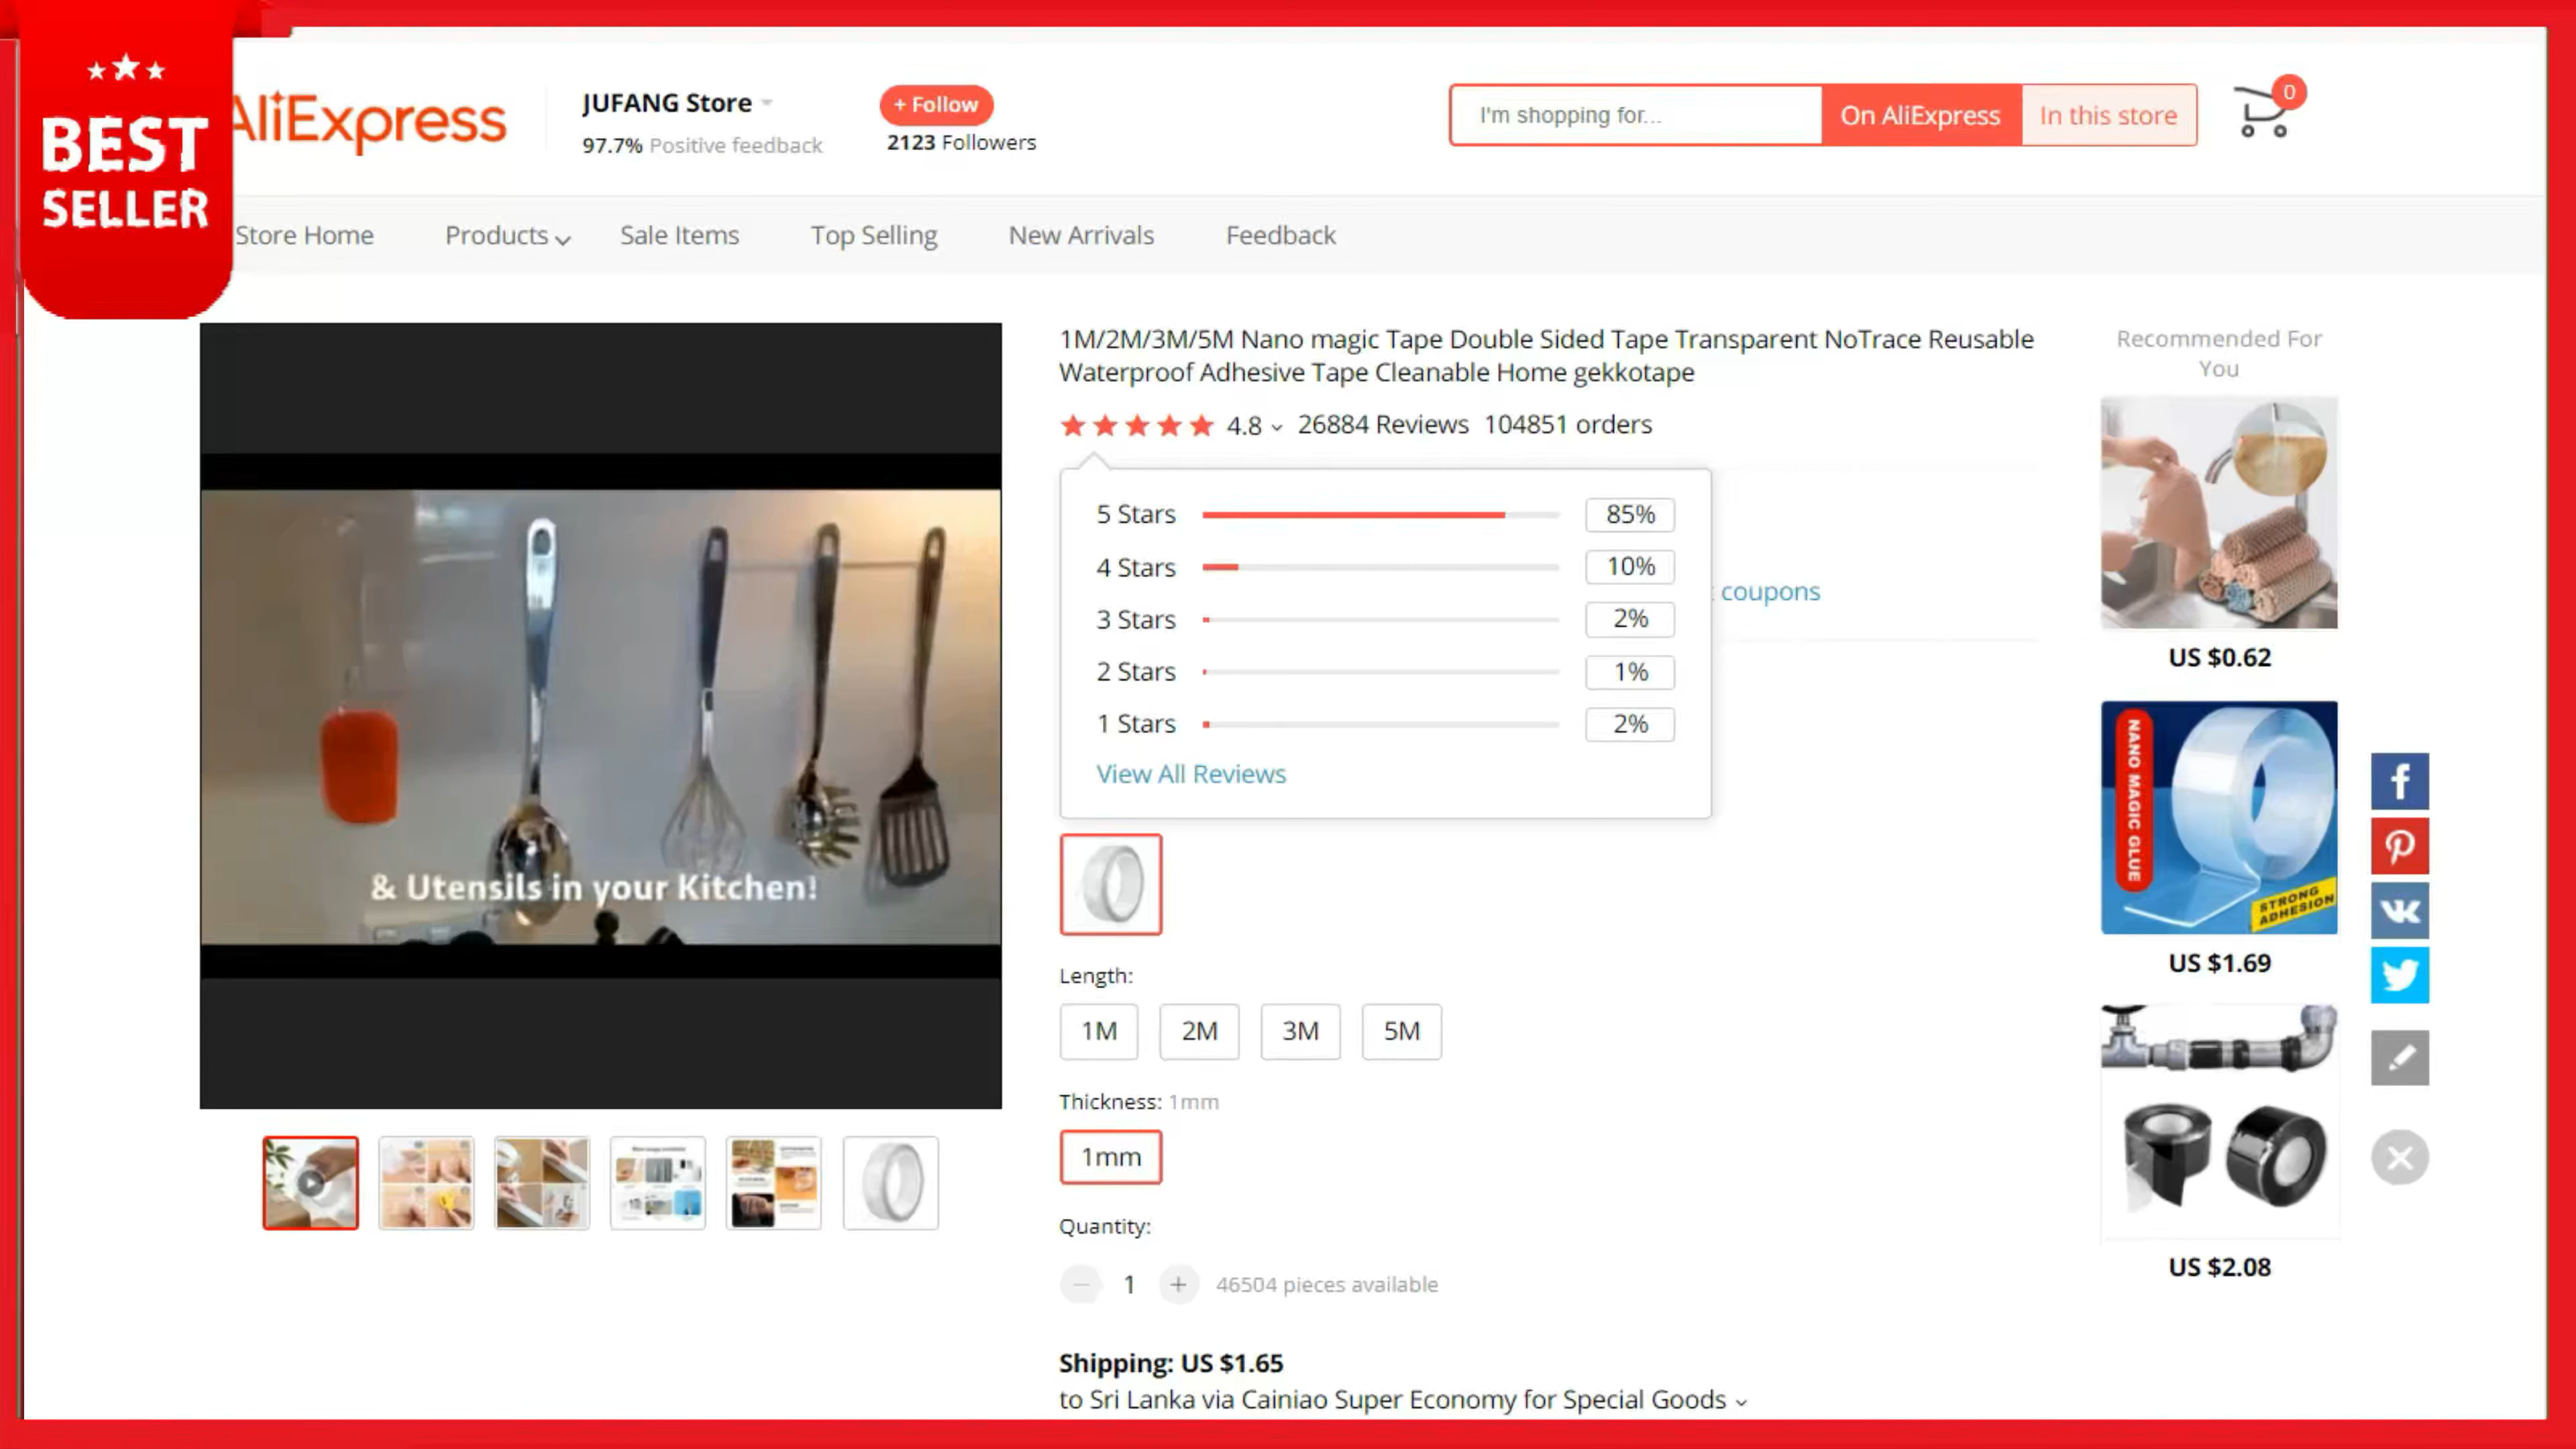 BEST
SELLER
AliExpress
JUFANG Store
97.7% Positive feedback
+ Follow
2123 Followers
I'm shopping for...
On AliExpress
In this store
0
Store Home
Products
Sale Items
Top Selling
New Arrivals
Feedback
& Utensils in your Kitchen!
1M/2M/3M/5M Nano magic Tape Double Sided Tape Transparent NoTrace Reusable
Waterproof Adhesive Tape Cleanable Home gekkotape
4.8 26884 Reviews 104851 orders
5 Stars 85%
4 Stars 10%
3 Stars 2%
2 Stars 1%
1 Stars 2%
View All Reviews
coupons
Length:
1M 2M 3M 5M
Thickness: 1mm
1mm
Quantity:
1
46504 pieces available
Shipping: US $1.65
to Sri Lanka via Cainiao Super Economy for Special Goods
Recommended For
You
US $0.62
NANO MAGIC GLUE
STRONG
ADHESION
US $1.69
US $2.08